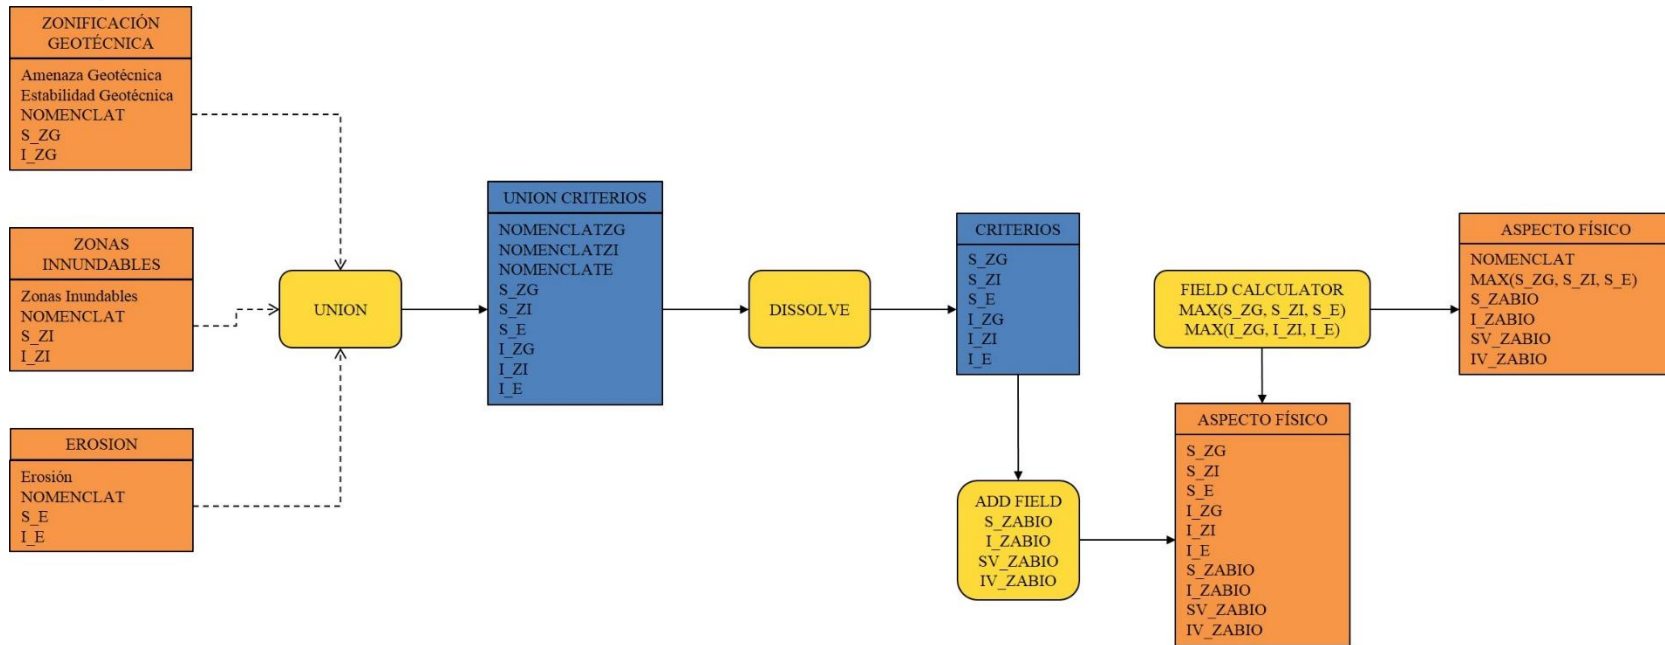 ZONIFICACIÓN
GEOTÉCNICA
Amenaza Geotécnica
Estabilidad Geotécnica
NOMENCLAT
S_ZG
I_ZG
ZONAS
INNUNDABLES
Zonas Inundables
NOMENCLAT
S_ZI
I_ZI
EROSION
Erosión
NOMENCLAT
S_E
I_E
UNION
UNION CRITERIOS
NOMENCLATZG
NOMENCLATZI
NOMENCLATE
S_ZG
S_ZI
S_E
I_ZG
I_ZI
I_E
DISSOLVE
CRITERIOS
S_ZG
S_ZI
S_E
I_ZG
I_ZI
I_E
ADD FIELD
S_ZABIO
I_ZABIO
SV_ZABIO
IV_ZABIO
FIELD CALCULATOR
MAX(S_ZG, S_ZI, S_E)
MAX(I_ZG, I_ZI, I_E)
ASPECTO FÍSICO
S_ZG
S_ZI
S_E
I_ZG
I_ZI
I_E
S_ZABIO
I_ZABIO
SV_ZABIO
IV_ZABIO
ASPECTO FÍSICO
NOMENCLAT
MAX(S_ZG, S_ZI, S_E)
S_ZABIO
I_ZABIO
SV_ZABIO
IV_ZABIO